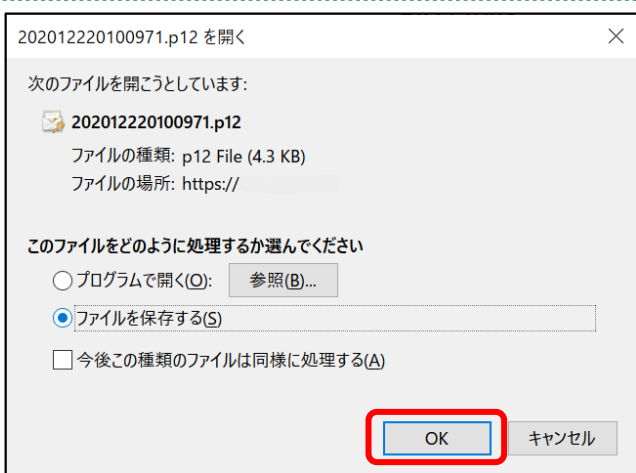 202012220100971.p12 を開く
次のファイルを開こうとしています:
202012220100971.p12
ファイルの種類: p12 File (4.3 KB)
ファイルの場所: https://
このファイルをどのように処理するか選んでください
プログラムで開く(O): 参照(B)...
ファイルを保存する(S)
今後この種類のファイルは同様に処理する(A)
OK キャンセル